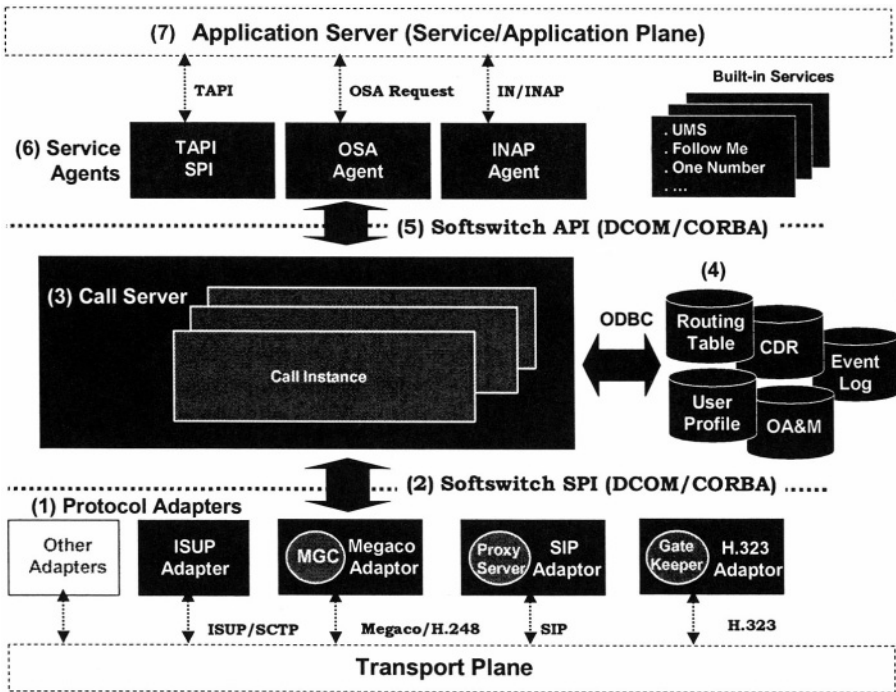 (7) Application Server (Service/Application Plane)
TAPI
OSA Request
IN/INAP
Built-in Services
(6) Service
Agents
TAPI
SPI
OSA
Agent
INAP
Agent
. UMS
. Follow Me
. One Number
. ...
(5) Softswitch API (DCOM/CORBA)
(3) Call Server
Call Instance
ODBC
(4)
Routing
Table
CDR
Event
Log
User
Profile
OA&M
(2) Softswitch SPI (DCOM/CORBA)
(1) Protocol Adapters
Other
Adapters
ISUP
Adapter
MGC
Megaco
Adaptor
Proxy
Server
SIP
Adaptor
Gate
Keeper
H.323
Adaptor
ISUP/SCTP
Megaco/H.248
SIP
H.323
Transport Plane